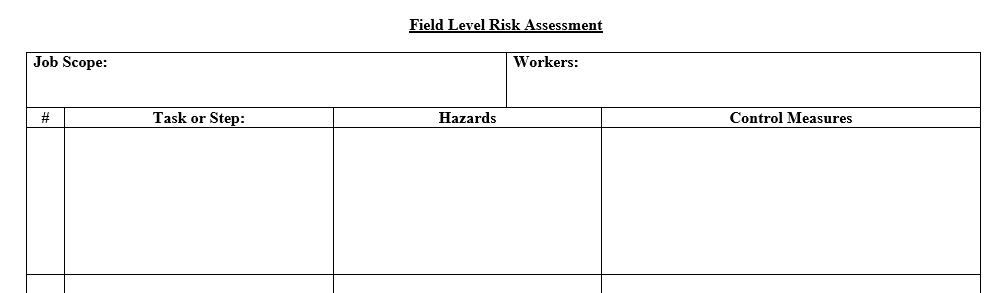 Field Level Risk Assessment
Job Scope: Workers:
# Task or Step: Hazards Control Measures